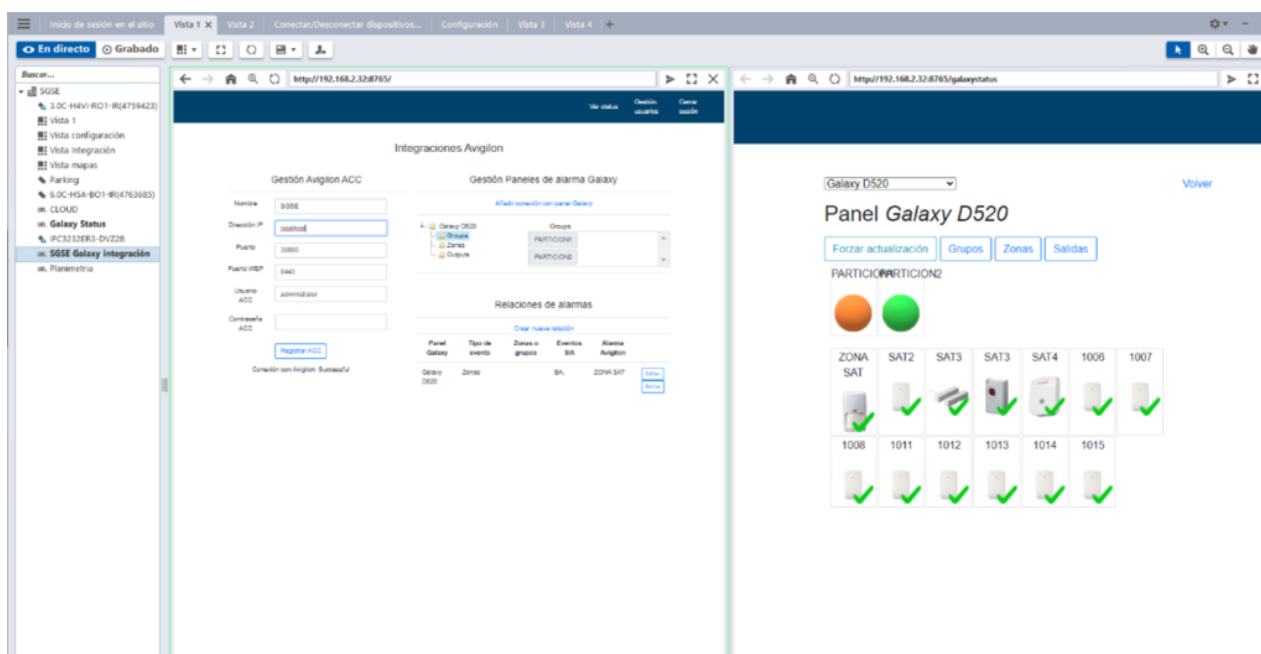 Inicio de sesión en el sitio
Vista 1
Vista 2
Conectar/Desconectar dispositivos...
Configuración
Vista 3
Vista 4
En directo
Grabado
Buscar...
SGSE
3.0C-H4VI-RO1-IR(4759423)
Vista 1
Vista configuración
Vista Integración
Vista mapas
Parking
6.0C-H5A-BO1-IR(4763685)
URL CLOUD
URL Galaxy Status
IPC3232ER3-DVZ28
URL SGSE Galaxy integración
URL Planimetria
http://192.168.2.32:8765/
Ver status
Gestión usuarios
Cerrar sesión
Integraciones Avigilon
Gestión Avigilon ACC
Nombre
SGSE
Dirección IP
localhost
Puerto
38880
Puerto WEP
8443
Usuario ACC
administrator
Contraseña ACC
Registrar ACC
Conexión con Avigilon: Successful
Gestión Paneles de alarma Galaxy
Añadir conexión con panel Galaxy
Galaxy D520
Groups
Zonas
Outputs
Groups
PARTICION1
PARTICION2
Relaciones de alarmas
Crear nueva relación
Panel Galaxy
Tipo de evento
Zonas o grupos
Eventos SIA
Alarma Avigilon
Galaxy D520
Zonas
BA,
ZONA SAT
Editar
Borrar
http://192.168.2.32:8765/galaxystatus
Galaxy D520
Volver
Panel Galaxy D520
Forzar actualización
Grupos
Zonas
Salidas
PARTICION
PARTICION2
ZONA SAT
SAT2
SAT3
SAT3
SAT4
1006
1007
1008
1011
1012
1013
1014
1015